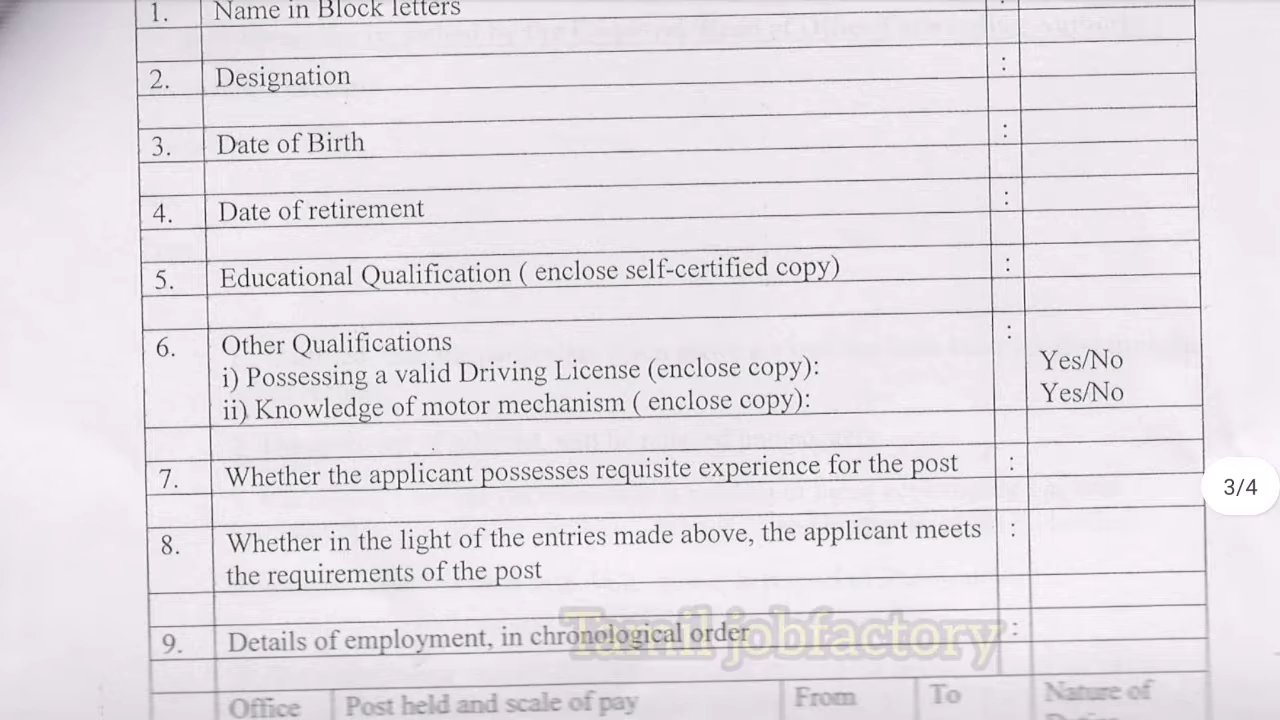 1. Name in Block letters :
2. Designation :
3. Date of Birth :
4. Date of retirement :
5. Educational Qualification ( enclose self-certified copy) :
6. Other Qualifications :
i) Possessing a valid Driving License (enclose copy): Yes/No
ii) Knowledge of motor mechanism ( enclose copy): Yes/No
7. Whether the applicant possesses requisite experience for the post :
3/4
8. Whether in the light of the entries made above, the applicant meets :
the requirements of the post
Tamil jobfactory
9. Details of employment, in chronological order :
Office Post held and scale of pay From To Nature of